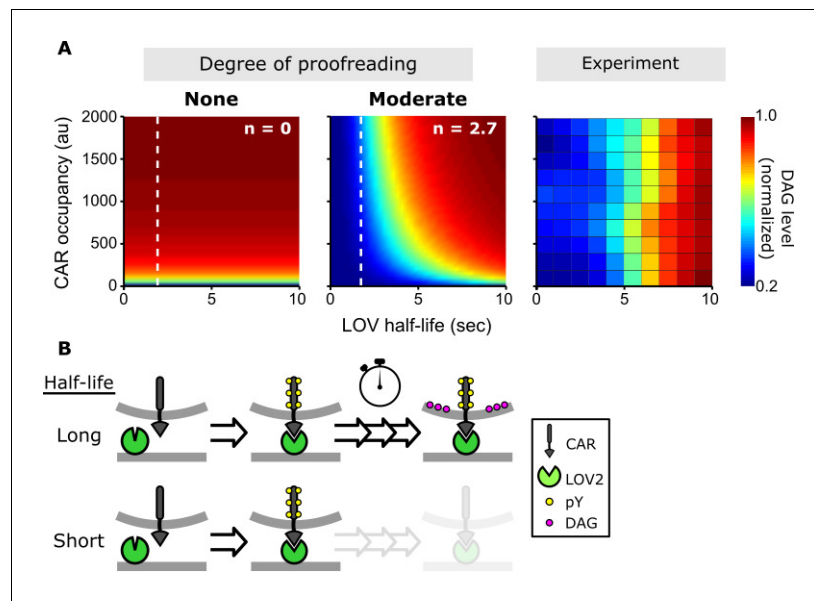 A
Degree of proofreading
Experiment
None
Moderate
CAR occupancy (au)
2000
1500
1000
500
0
n = 0
n = 2.7
0
5
10
0
5
10
0
5
10
LOV half-life (sec)
1.0
0.2
DAG level
(normalized)
B
Half-life
Long
Short
CAR
LOV2
pY
DAG